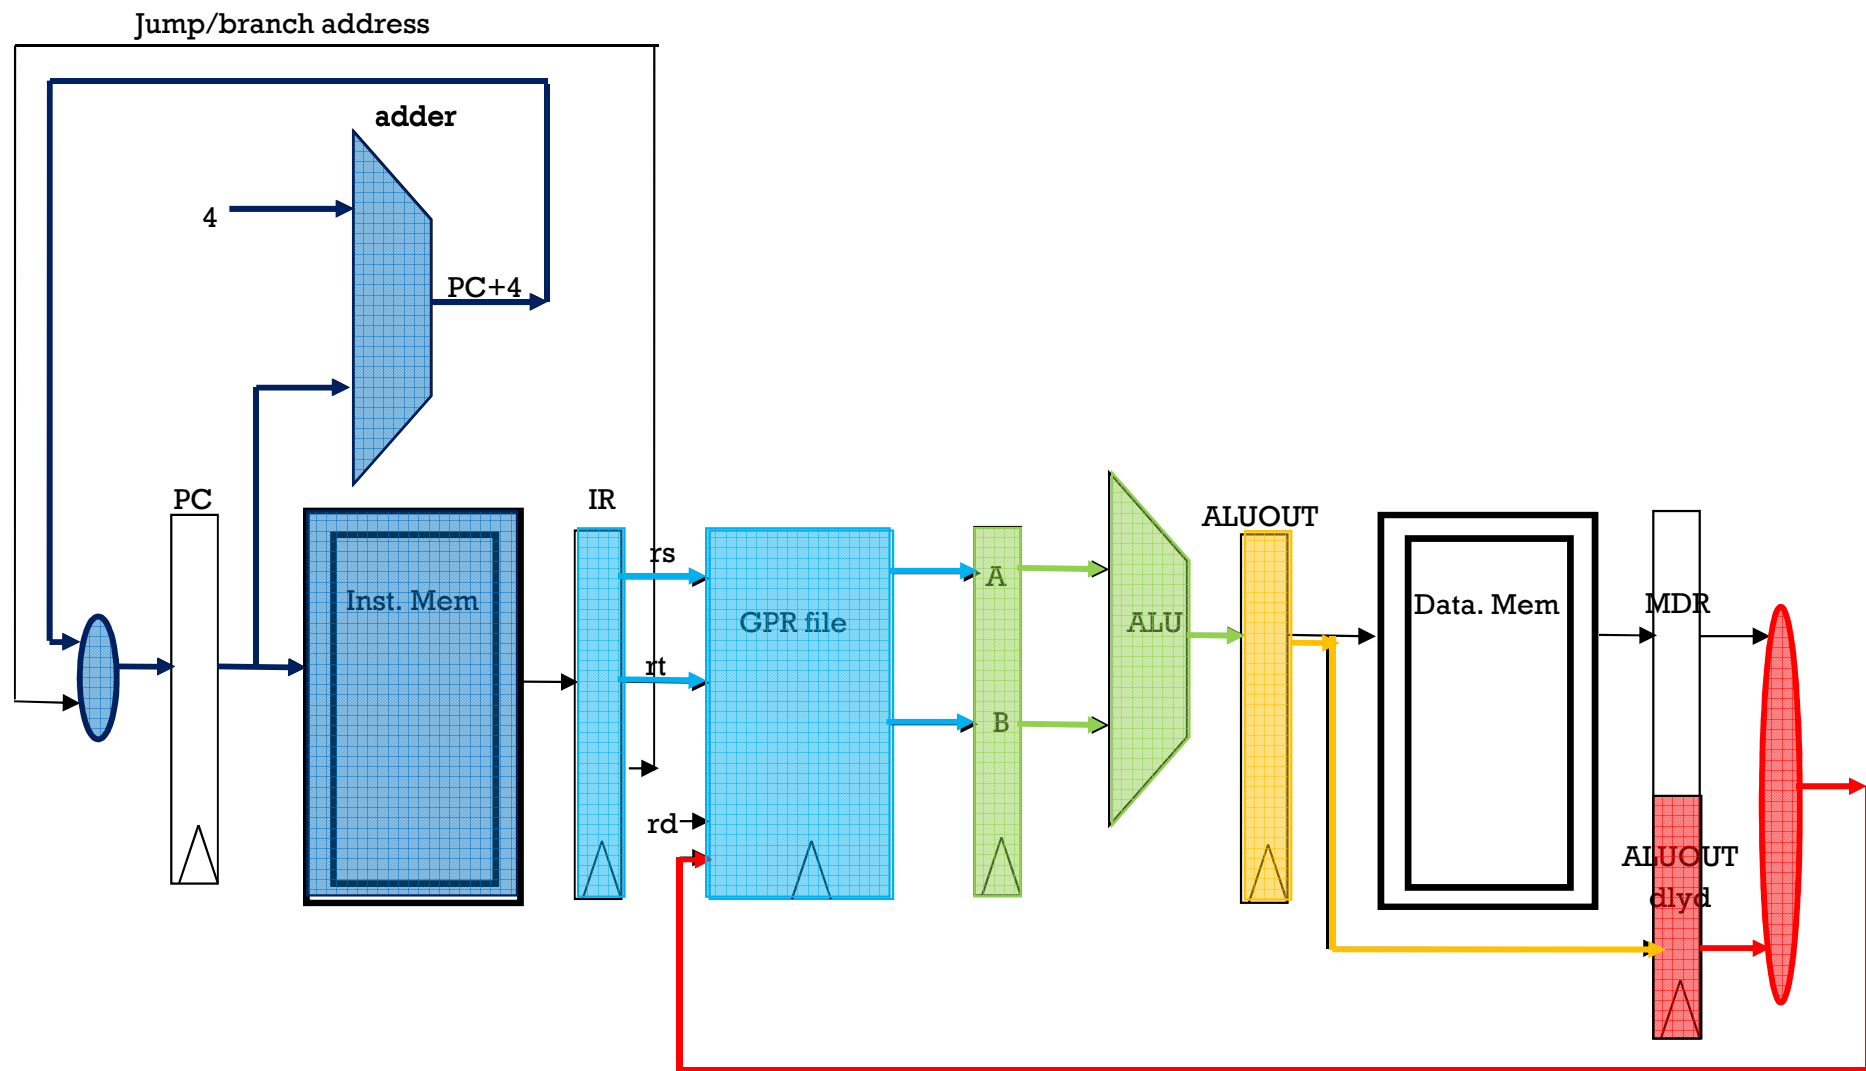 Jump/branch address
adder
4
PC+4
PC
IR
ALUOUT
rs
Inst. Mem
GPR file
A
ALU
Data. Mem
MDR
rt
B
rd
ALUOUT
dlyd